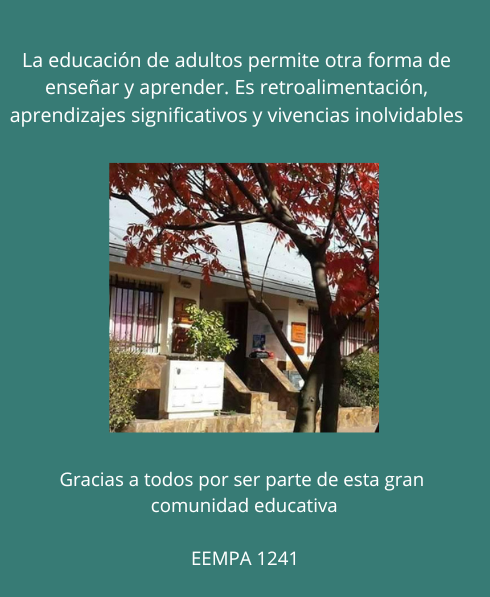 La educación de adultos permite otra forma de
enseñar y aprender. Es retroalimentación,
aprendizajes significativos y vivencias inolvidables
Gracias a todos por ser parte de esta gran
comunidad educativa
EEMPA 1241